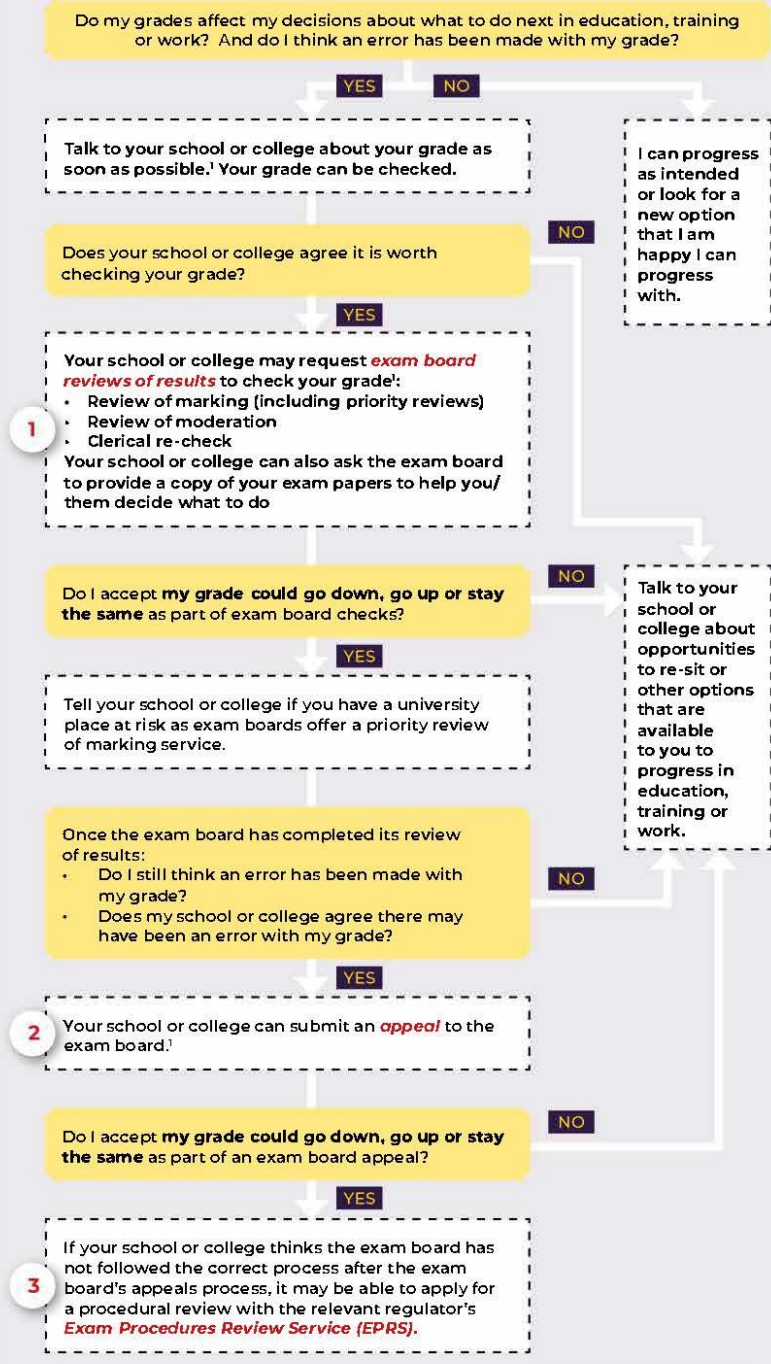 Do my grades affect my decisions about what to do next in education, training
or work? And do I think an error has been made with my grade?
YES
NO
Talk to your school or college about your grade as
soon as possible.¹ Your grade can be checked.
I can progress
as intended
or look for a
new option
that I am
happy I can
progress
with.
Does your school or college agree it is worth
checking your grade?
NO
YES
1
Your school or college may request exam board
reviews of results to check your grade¹:
• Review of marking (including priority reviews)
• Review of moderation
• Clerical re-check
Your school or college can also ask the exam board
to provide a copy of your exam papers to help you/
them decide what to do
Do I accept my grade could go down, go up or stay
the same as part of exam board checks?
NO
YES
Talk to your
school or
college about
opportunities
to re-sit or
other options
that are
available
to you to
progress in
education,
training or
work.
Tell your school or college if you have a university
place at risk as exam boards offer a priority review
of marking service.
Once the exam board has completed its review
of results:
• Do I still think an error has been made with
my grade?
• Does my school or college agree there may
have been an error with my grade?
NO
YES
2
Your school or college can submit an appeal to the
exam board.¹
Do I accept my grade could go down, go up or stay
the same as part of an exam board appeal?
NO
YES
3
If your school or college thinks the exam board has
not followed the correct process after the exam
board's appeals process, it may be able to apply for
a procedural review with the relevant regulator's
Exam Procedures Review Service (EPRS).